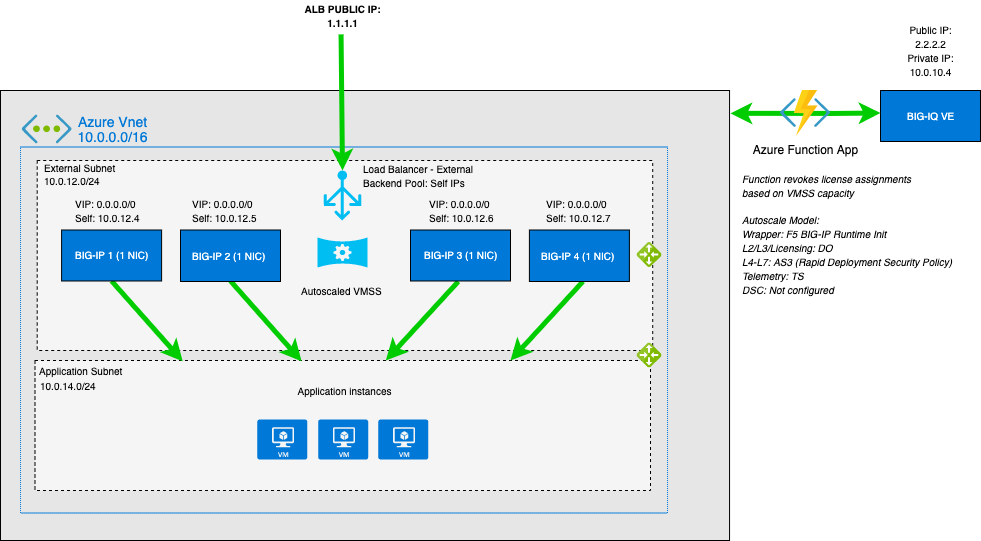 ALB PUBLIC IP:
1.1.1.1
Public IP:
2.2.2.2
Private IP:
10.0.10.4
BIG-IQ VE
Azure Function App
Function revokes license assignments
based on VMSS capacity
Autoscale Model:
Wrapper: F5 BIG-IP Runtime Init
L2/L3/Licensing: DO
L4-L7: AS3 (Rapid Deployment Security Policy)
Telemetry: TS
DSC: Not configured
Azure Vnet
10.0.0.0/16
External Subnet
10.0.12.0/24
Load Balancer - External
Backend Pool: Self IPs
VIP: 0.0.0.0/0
Self: 10.0.12.4
BIG-IP 1 (1 NIC)
VIP: 0.0.0.0/0
Self: 10.0.12.5
BIG-IP 2 (1 NIC)
Autoscaled VMSS
VIP: 0.0.0.0/0
Self: 10.0.12.6
BIG-IP 3 (1 NIC)
VIP: 0.0.0.0/0
Self: 10.0.12.7
BIG-IP 4 (1 NIC)
Application Subnet
10.0.14.0/24
Application instances
VM
VM
VM